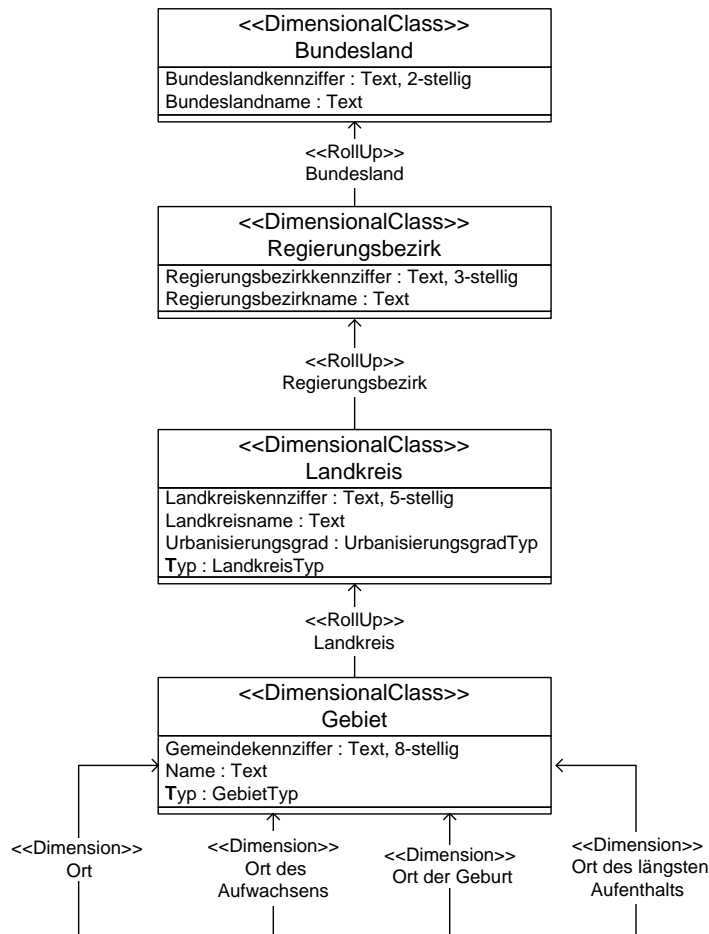 <<DimensionalClass>>
Bundesland
Bundeslandkennziffer : Text, 2-stellig
Bundeslandname : Text
<<RollUp>>
Bundesland
<<DimensionalClass>>
Regierungsbezirk
Regierungsbezirkkennziffer : Text, 3-stellig
Regierungsbezirkname : Text
<<RollUp>>
Regierungsbezirk
<<DimensionalClass>>
Landkreis
Landkreiskennziffer : Text, 5-stellig
Landkreisname : Text
Urbanisierungsgrad : UrbanisierungsgradTyp
Typ : LandkreisTyp
<<RollUp>>
Landkreis
<<DimensionalClass>>
Gebiet
Gemeindekennziffer : Text, 8-stellig
Name : Text
Typ : GebietTyp
<<Dimension>>
Ort
<<Dimension>>
Ort des
Aufwachsens
<<Dimension>>
Ort der Geburt
<<Dimension>>
Ort des längsten
Aufenthalts